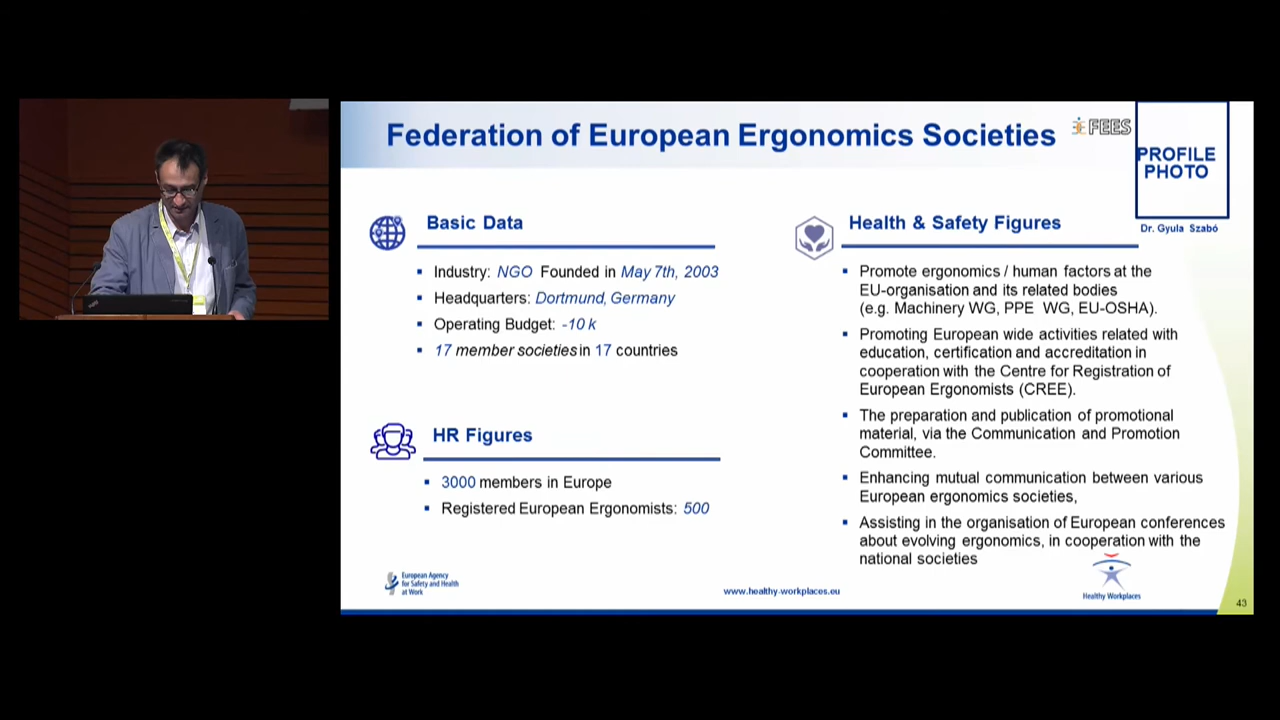 Federation of European Ergonomics Societies
FEES
PROFILE
PHOTO
Dr. Gyula Szabó
Basic Data
▪ Industry: NGO Founded in May 7th, 2003
▪ Headquarters: Dortmund, Germany
▪ Operating Budget: -10 k
▪ 17 member societies in 17 countries
HR Figures
▪ 3000 members in Europe
▪ Registered European Ergonomists: 500
Health & Safety Figures
▪ Promote ergonomics / human factors at the
EU-organisation and its related bodies
(e.g. Machinery WG, PPE WG, EU-OSHA).
▪ Promoting European wide activities related with
education, certification and accreditation in
cooperation with the Centre for Registration of
European Ergonomists (CREE).
▪ The preparation and publication of promotional
material, via the Communication and Promotion
Committee.
▪ Enhancing mutual communication between various
European ergonomics societies,
▪ Assisting in the organisation of European conferences
about evolving ergonomics, in cooperation with the
national societies
European Agency
for Safety and Health
at Work
www.healthy-workplaces.eu
Healthy Workplaces
43